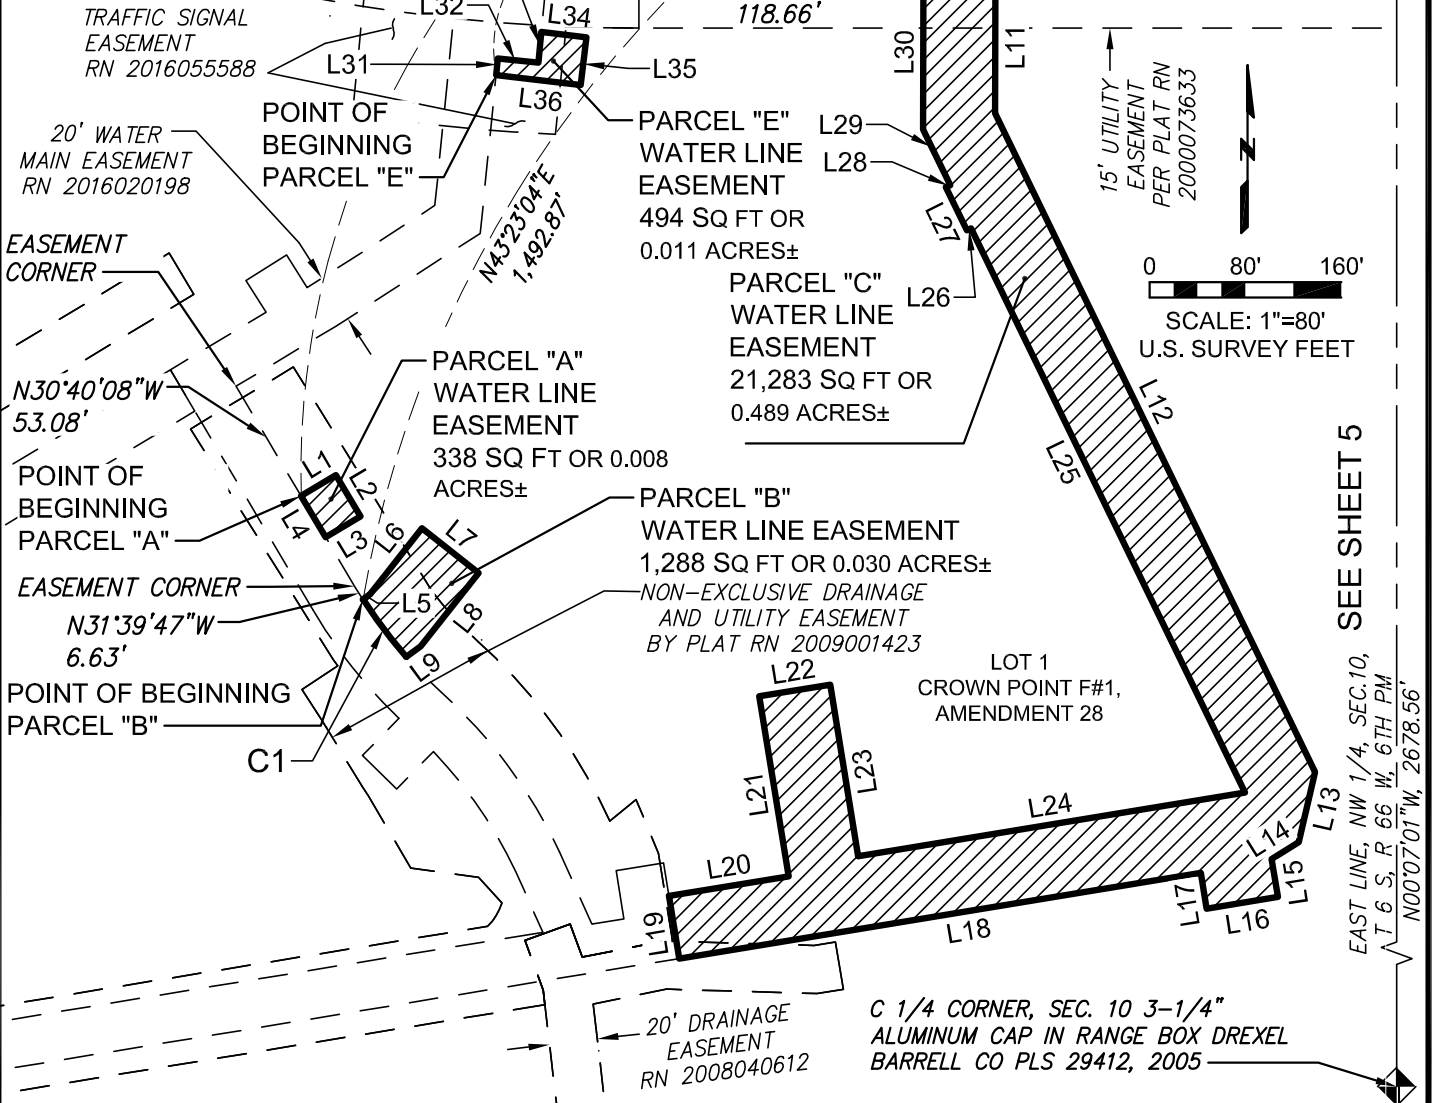 TRAFFIC SIGNAL
EASEMENT
RN 2016055588
L32
L34
118.66'
L31
L35
L36
L30
L11
POINT OF
BEGINNING
PARCEL "E"
20' WATER
MAIN EASEMENT
RN 2016020198
PARCEL "E"
WATER LINE
EASEMENT
494 SQ FT OR
0.011 ACRES±
L29
L28
L27
L26
15' UTILITY
EASEMENT
PER PLAT RN
2000073633
N
N43°23'04"E
1,492.87'
EASEMENT
CORNER
PARCEL "C"
WATER LINE
EASEMENT
21,283 SQ FT OR
0.489 ACRES±
0 80' 160'
SCALE: 1"=80'
U.S. SURVEY FEET
N30°40'08"W
53.08'
PARCEL "A"
WATER LINE
EASEMENT
338 SQ FT OR 0.008
ACRES±
L12
L25
SEE SHEET 5
POINT OF
BEGINNING
PARCEL "A"
L1
L2
L3
L4
PARCEL "B"
WATER LINE EASEMENT
1,288 SQ FT OR 0.030 ACRES±
L6
L7
L5
L8
L9
EASEMENT CORNER
N31°39'47"W
6.63'
NON-EXCLUSIVE DRAINAGE
AND UTILITY EASEMENT
BY PLAT RN 2009001423
POINT OF BEGINNING
PARCEL "B"
C1
LOT 1
CROWN POINT F#1,
AMENDMENT 28
L22
L21
L23
L24
L20
L19
L18
L17
L16
L15
L14
L13
EAST LINE, NW 1/4, SEC.10,
T 6 S, R 66 W, 6TH PM
N00°07'01"W, 2678.56'
20' DRAINAGE
EASEMENT
RN 2008040612
C 1/4 CORNER, SEC. 10 3-1/4"
ALUMINUM CAP IN RANGE BOX DREXEL
BARRELL CO PLS 29412, 2005